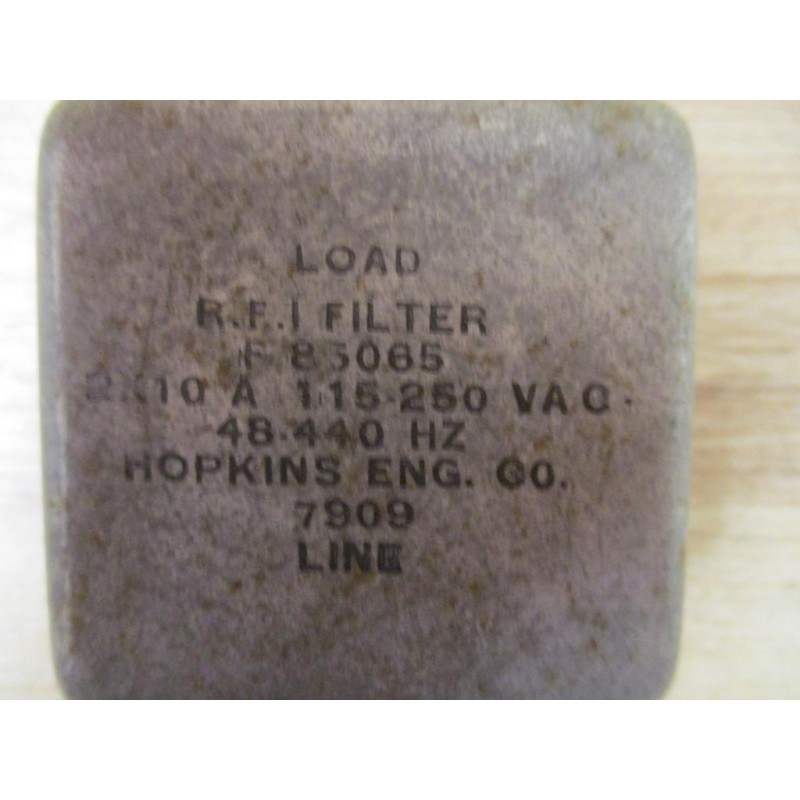 LOAD
R.F.I FILTER
F 85065
2X10 A 115-250 VAC.
48-440 HZ
HOPKINS ENG. CO.
7909
LINE